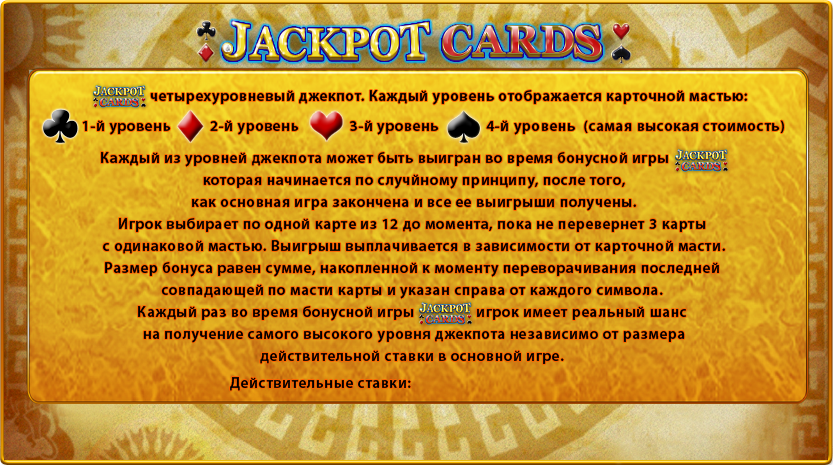 JACKPOT CARDS
JACKPOT CARDS четырехуровневый джекпот. Каждый уровень отображается карточной мастью:
1-й уровень 2-й уровень 3-й уровень 4-й уровень (самая высокая стоимость)
Каждый из уровней джекпота может быть выигран во время бонусной игры JACKPOT CARDS
которая начинается по случйному принципу, после того,
как основная игра закончена и все ее выигрыши получены.
Игрок выбирает по одной карте из 12 до момента, пока не перевернет 3 карты
с одинаковой мастью. Выигрыш выплачивается в зависимости от карточной масти.
Размер бонуса равен сумме, накопленной к моменту переворачивания последней
совпадающей по масти карты и указан справа от каждого символа.
Каждый раз во время бонусной игры JACKPOT CARDS игрок имеет реальный шанс
на получение самого высокого уровня джекпота независимо от размера
действительной ставки в основной игре.
Действительные ставки: